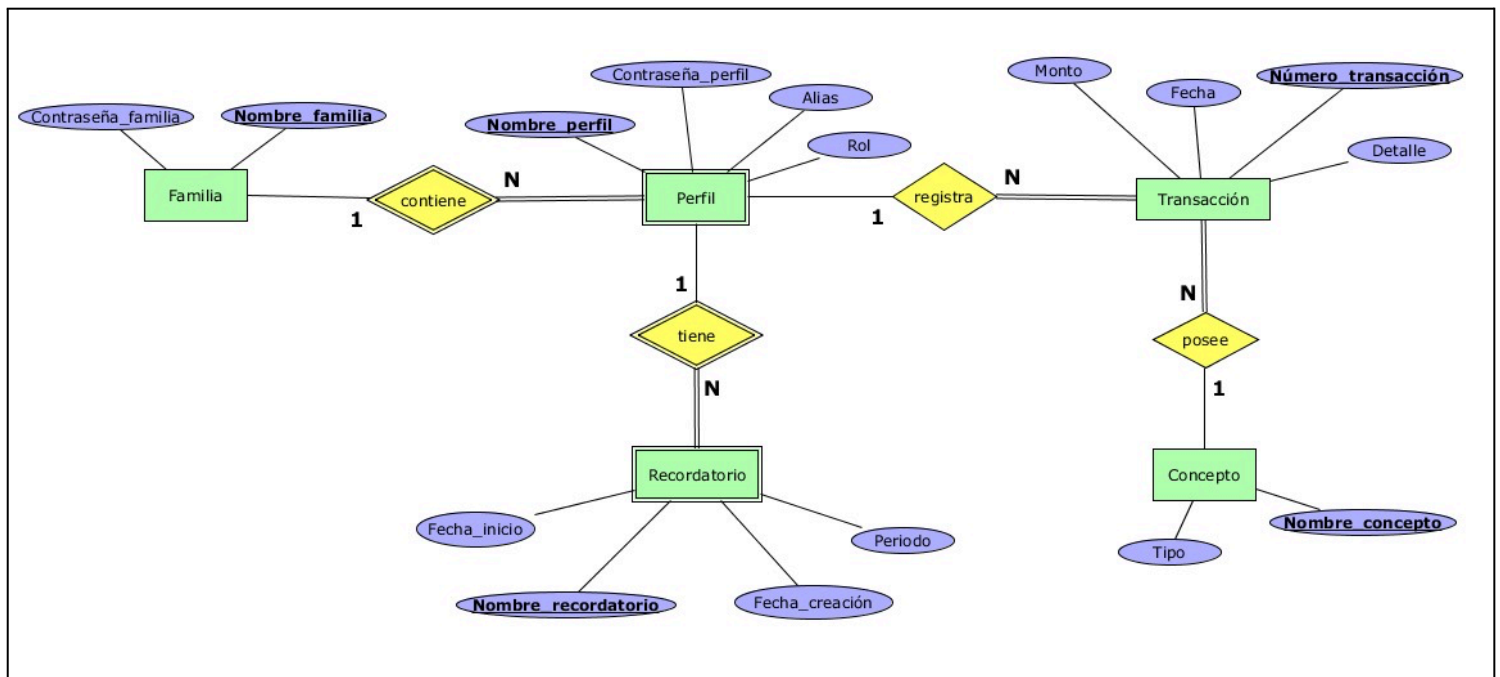 Contraseña_perfil
Monto
Número_transacción
Fecha
Alias
Contraseña_familia
Nombre_familia
Nombre_perfil
Rol
Detalle
Familia
1
contiene
N
Perfil
1
registra
N
Transacción
1
tiene
N
N
posee
1
Recordatorio
Concepto
Fecha_inicio
Periodo
Nombre_concepto
Tipo
Nombre_recordatorio
Fecha_creación